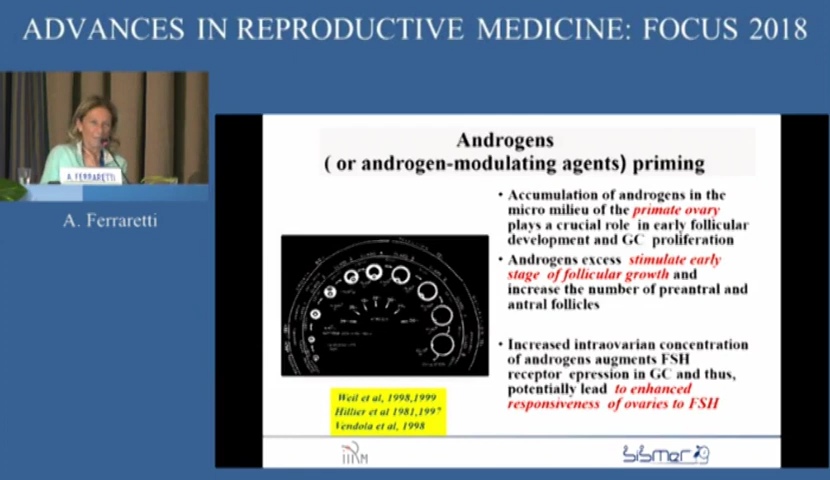 ADVANCES IN REPRODUCTIVE MEDICINE: FOCUS 2018
A. FERRARETTI
A. Ferraretti
Androgens
( or androgen-modulating agents) priming
• Accumulation of androgens in the
micro milieu of the primate ovary
plays a crucial role in early follicular
development and GC proliferation
• Androgens excess stimulate early
stage of follicular growth and
increase the number of preantral and
antral follicles
• Increased intraovarian concentration
of androgens augments FSH
receptor epression in GC and thus,
potentially lead to enhanced
responsiveness of ovaries to FSH
Weil et al, 1998,1999
Hillier et al 1981,1997
Vendola et al, 1998
sismer